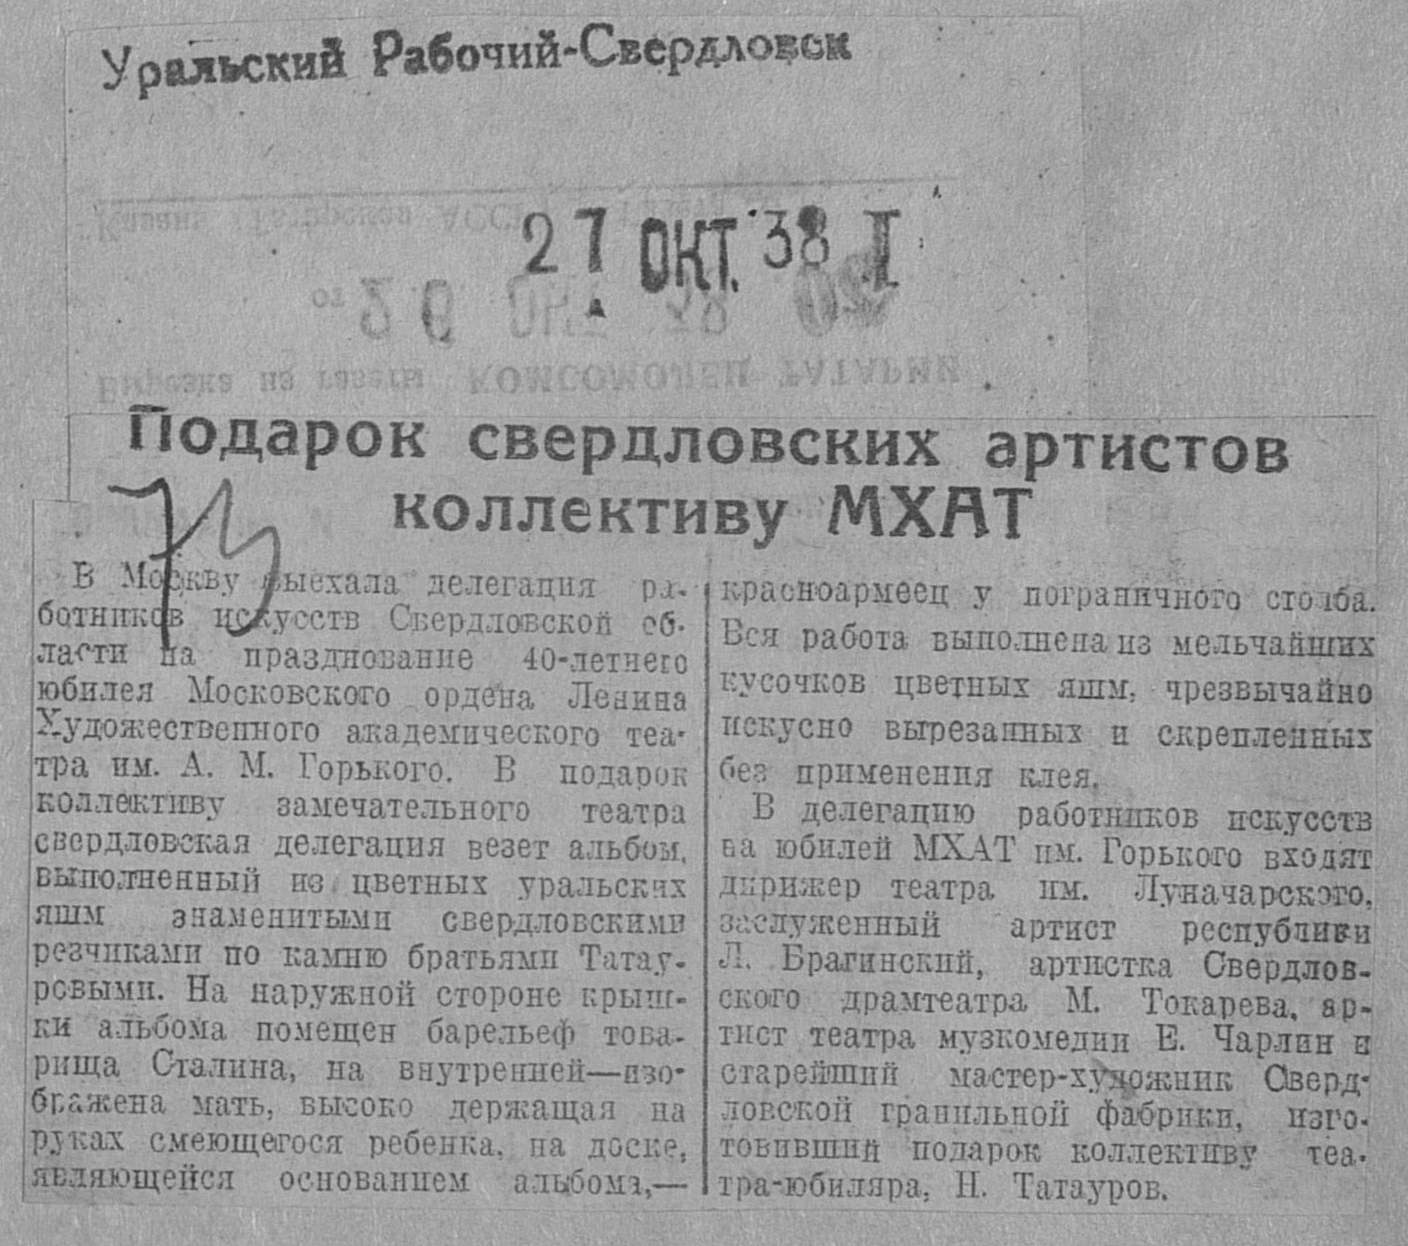 Уральский Рабочий-Свердловск
27 ОКТ. 38 I
Подарок свердловских артистов
коллективу МХАТ
В Москву выехала делегация ра-
ботников искусств Свердловской об-
ласти на празднование 40-летнего
юбилея Московского ордена Ленина
Художественного академического теа-
тра им. А. М. Горького. В подарок
коллективу замечательного театра
свердловская делегация везет альбом,
выполненный из цветных уральских
яшм знаменитыми свердловскими
резчиками по камню братьями Татау-
ровыми. На наружной стороне крыш-
ки альбома помещен барельеф това-
рища Сталина, на внутренней—изо-
бражена мать, высоко держащая на
руках смеющегося ребенка, на доске,
являющейся основанием альбома,—
красноармеец у пограничного столба.
Вся работа выполнена из мельчайших
кусочков цветных яшм, чрезвычайно
искусно вырезанных и скрепленных
без применения клея.
В делегацию работников искусств
на юбилей МХАТ им. Горького входят
дирижер театра им. Луначарского,
заслуженный артист республики
Л. Брагинский, артистка Свердлов-
ского драмтеатра М. Токарева, ар-
тист театра музкомедии Е. Чарлин и
старейший мастер-художник Сверд-
ловской гранильной фабрики, изго-
товивший подарок коллективу теа-
тра-юбиляра, Н. Татауров.